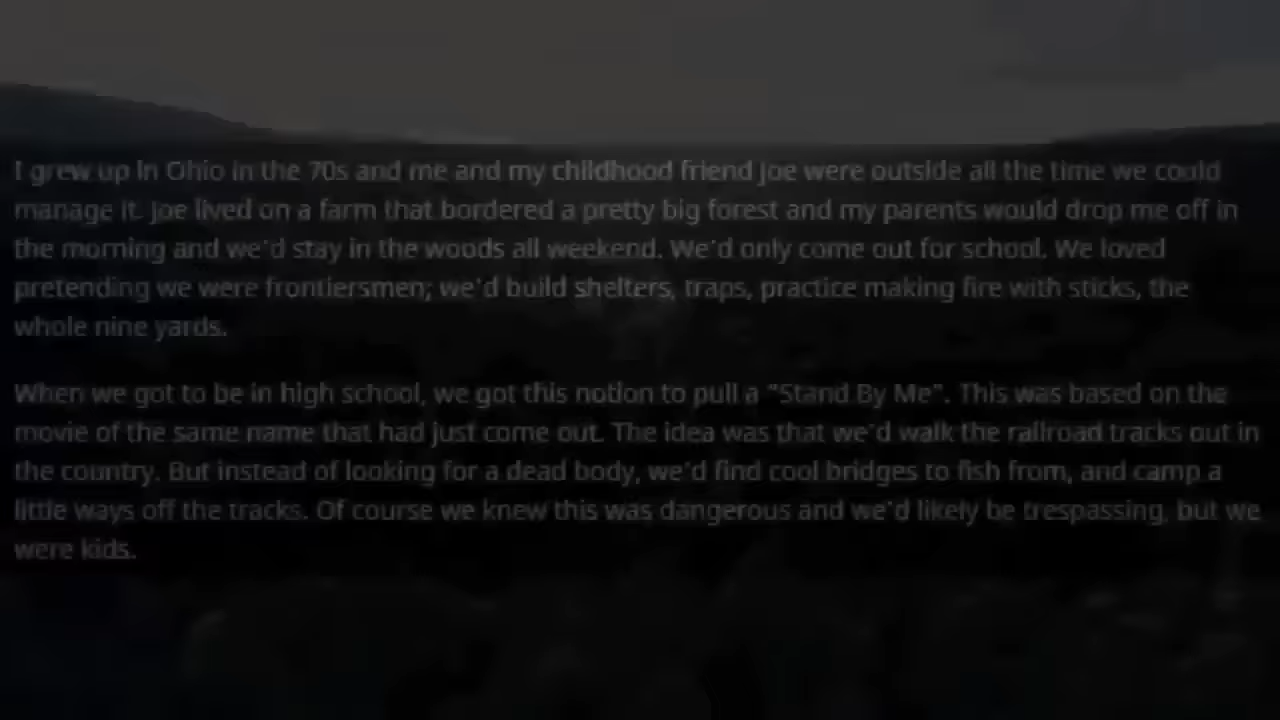 I grew up in Ohio in the 70s and me and my childhood friend Joe were outside all the time we could
manage it. Joe lived on a farm that bordered a pretty big forest and my parents would drop me off in
the morning and we'd stay in the woods all weekend. We'd only come out for school. We loved
pretending we were frontiersmen; we'd build shelters, traps, practice making fire with sticks, the
whole nine yards.
When we got to be in high school, we got this notion to pull a "Stand By Me". This was based on the
movie of the same name that had just come out. The idea was that we'd walk the railroad tracks out in
the country. But instead of looking for a dead body, we'd find cool bridges to fish from, and camp a
little ways off the tracks. Of course we knew this was dangerous and we'd likely be trespassing, but we
were kids.